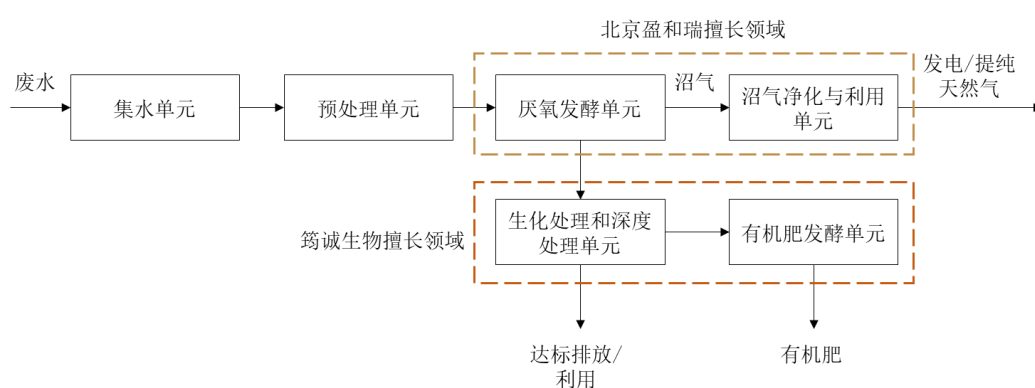 北京盈和瑞擅长领域
废水
集水单元
预处理单元
厌氧发酵单元
沼气
沼气净化与利用
单元
发电/提纯
天然气
筠诚生物擅长领域
生化处理和深度
处理单元
有机肥发酵单元
达标排放/
利用
有机肥